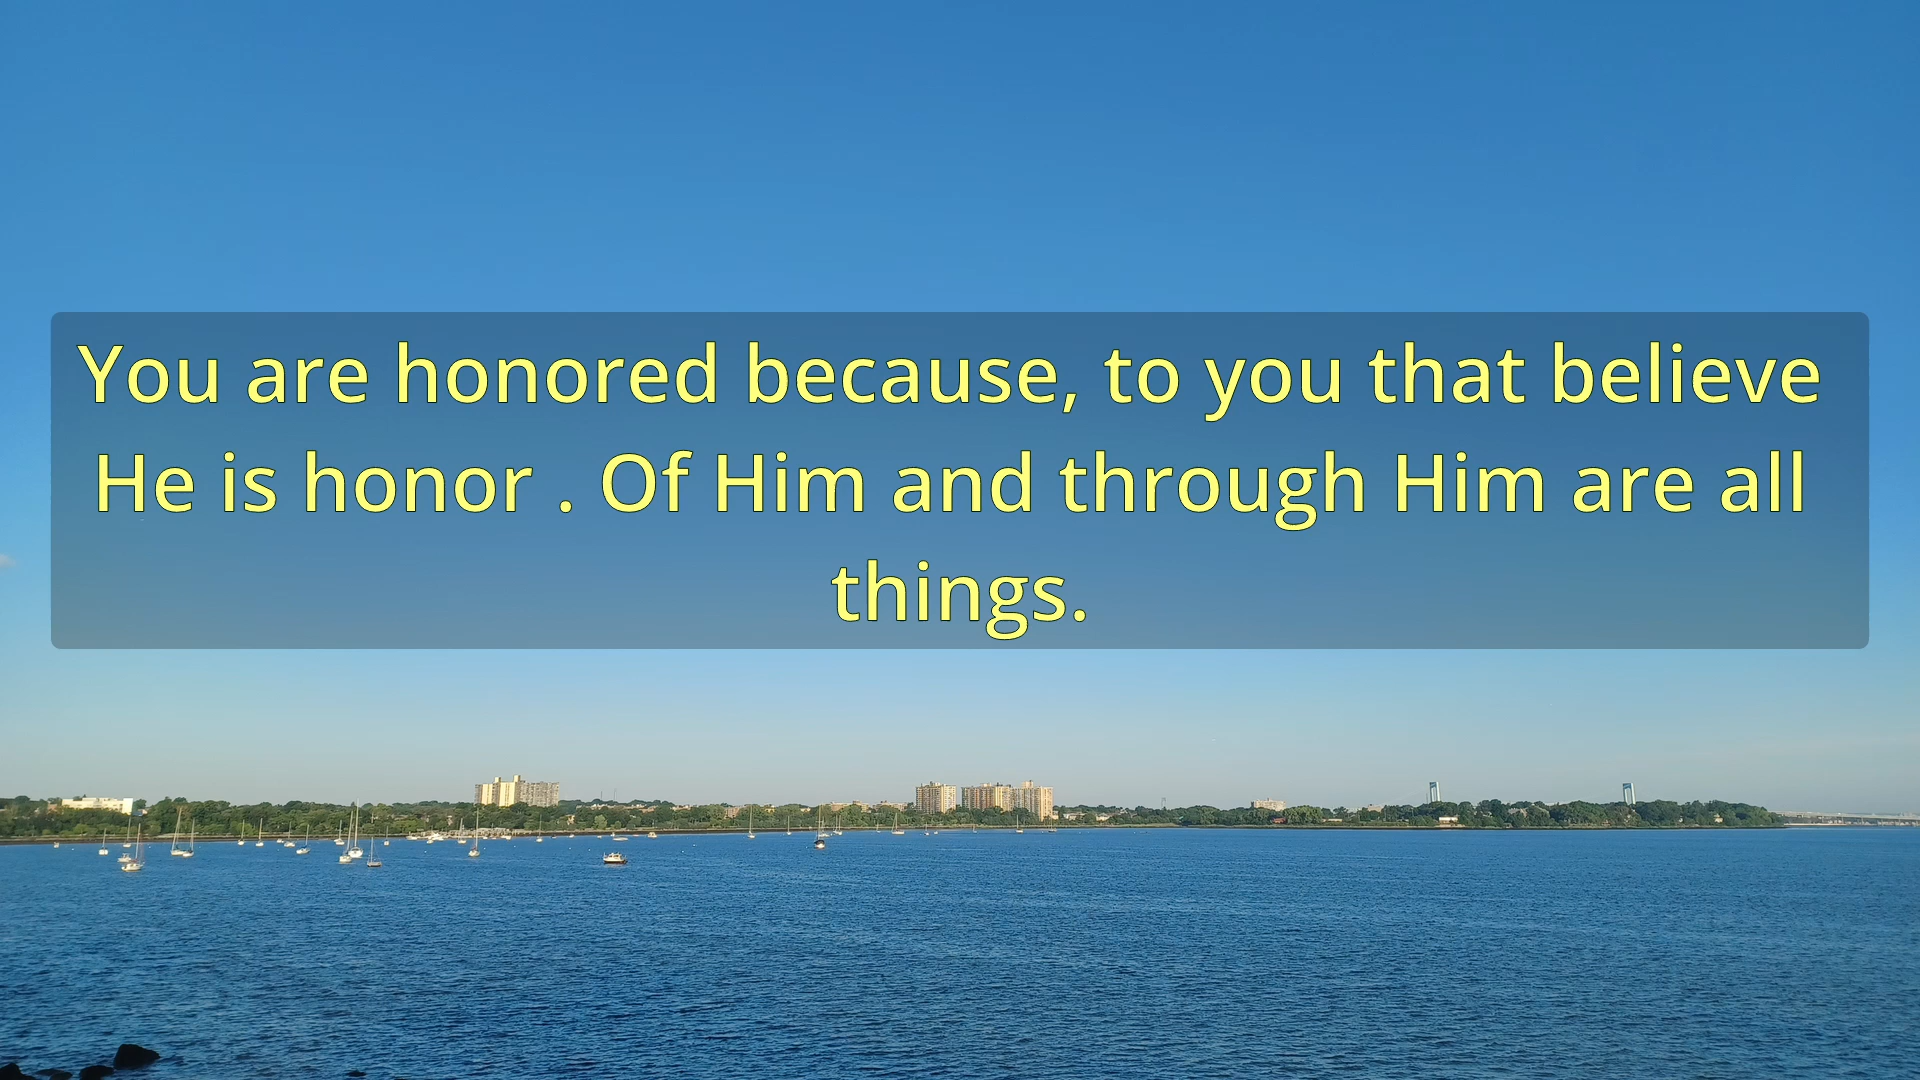 You are honored because, to you that believe
He is honor . Of Him and through Him are all
things.